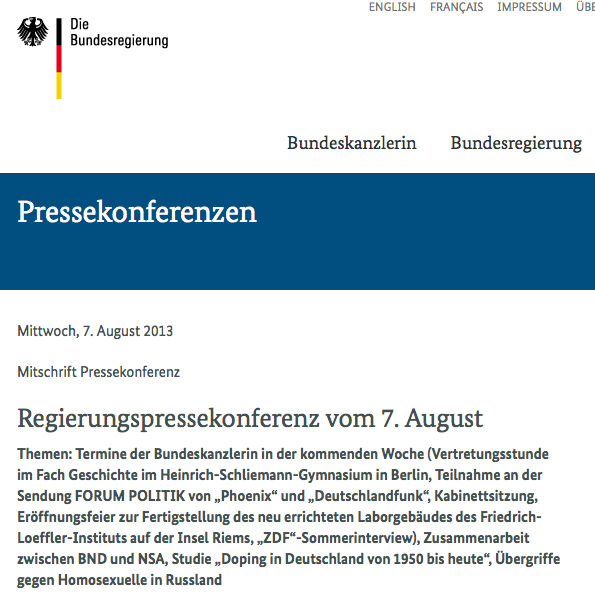 ENGLISH FRANÇAIS IMPRESSUM ÜBE
Die
Bundesregierung
Bundeskanzlerin Bundesregierung
Pressekonferenzen
Mittwoch, 7. August 2013
Mitschrift Pressekonferenz
Regierungspressekonferenz vom 7. August
Themen: Termine der Bundeskanzlerin in der kommenden Woche (Vertretungsstunde
im Fach Geschichte im Heinrich-Schliemann-Gymnasium in Berlin, Teilnahme an der
Sendung FORUM POLITIK von „Phoenix“ und „Deutschlandfunk“, Kabinettsitzung,
Eröffnungsfeier zur Fertigstellung des neu errichteten Laborgebäudes des Friedrich-
Loeffler-Instituts auf der Insel Riems, „ZDF“-Sommerinterview), Zusammenarbeit
zwischen BND und NSA, Studie „Doping in Deutschland von 1950 bis heute“, Übergriffe
gegen Homosexuelle in Russland